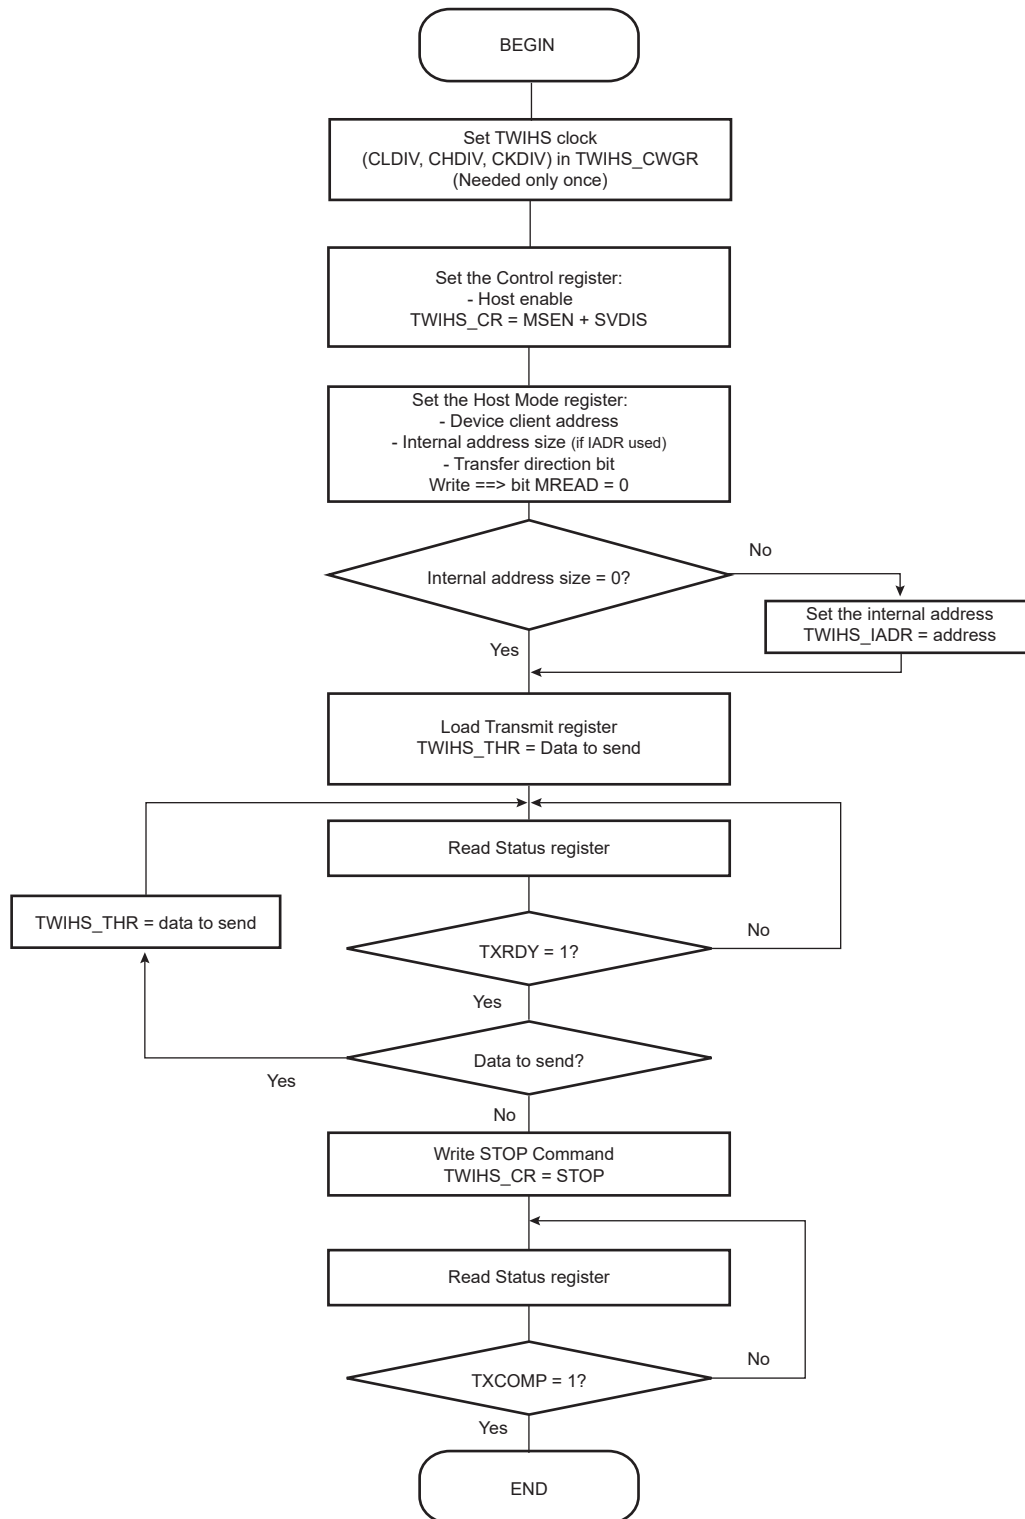 BEGIN
Set TWIHS clock
(CLDIV, CHDIV, CKDIV) in TWIHS_CWGR
(Needed only once)
Set the Control register:
- Host enable
TWIHS_CR = MSEN + SVDIS
Set the Host Mode register:
- Device client address
- Internal address size (if IADR used)
- Transfer direction bit
Write ==> bit MREAD = 0
No
Internal address size = 0?
Set the internal address
TWIHS_IADR = address
Yes
Load Transmit register
TWIHS_THR = Data to send
Read Status register
TWIHS_THR = data to send
No
TXRDY = 1?
Yes
Data to send?
Yes
No
Write STOP Command
TWIHS_CR = STOP
Read Status register
No
TXCOMP = 1?
Yes
END